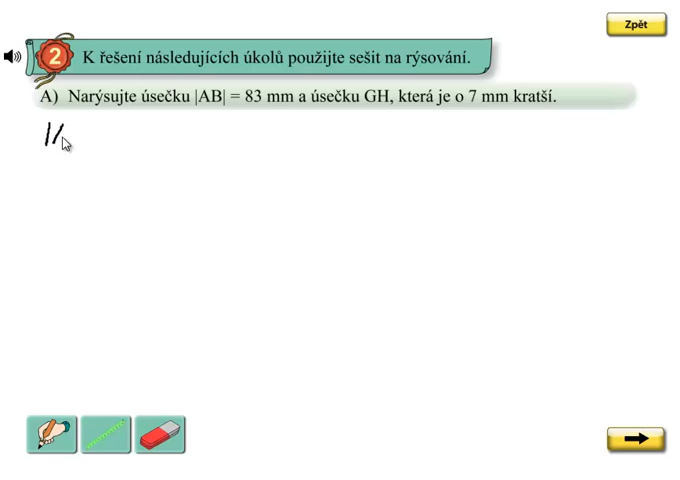 Zpět
2 K řešení následujících úkolů použijte sešit na rýsování.
A) Narýsujte úsečku |AB| = 83 mm a úsečku GH, která je o 7 mm kratší.